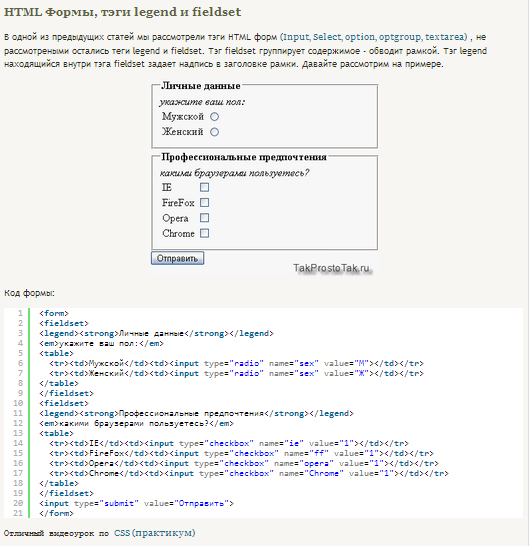 HTML Формы, тэги legend и fieldset
В одной из предыдущих статей мы рассмотрели тэги HTML форм (Input, Select, option, optgroup, textarea) , не
рассмотреными остались теги legend и fieldset. Тэг fieldset группирует содержимое - обводит рамкой. Тэг legend
находящийся внутри тэга fieldset задает надпись в заголовке рамки. Давайте рассмотрим на примере.
Личные данные
укажите ваш пол:
Мужской
Женский
Профессиональные предпочтения
какими браузерами пользуетесь?
IE
FireFox
Opera
Chrome
Отправить
TakProstoTak.ru
Код формы:
1 <form>
2 <fieldset>
3 <legend><strong>Личные данные</strong></legend>
4 <em>укажите ваш пол:</em>
5 <table>
6 <tr><td>Мужской</td><td><input type="radio" name="sex" value="М"></td></tr>
7 <tr><td>Женский</td><td><input type="radio" name="sex" value="Ж"></td></tr>
8 </table>
9 </fieldset>
10 <fieldset>
11 <legend><strong>Профессиональные предпочтения</strong></legend>
12 <em>какими браузерами пользуетесь?</em>
13 <table>
14 <tr><td>IE</td><td><input type="checkbox" name="ie" value="1"></td></tr>
15 <tr><td>FireFox</td><td><input type="checkbox" name="ff" value="1"></td></tr>
16 <tr><td>Opera</td><td><input type="checkbox" name="opera" value="1"></td></tr>
17 <tr><td>Chrome</td><td><input type="checkbox" name="Chrome" value="1"></td></tr>
18 </table>
19 </fieldset>
20 <input type="submit" value="Отправить">
21 </form>
Отличный видеоурок по CSS (практикум)